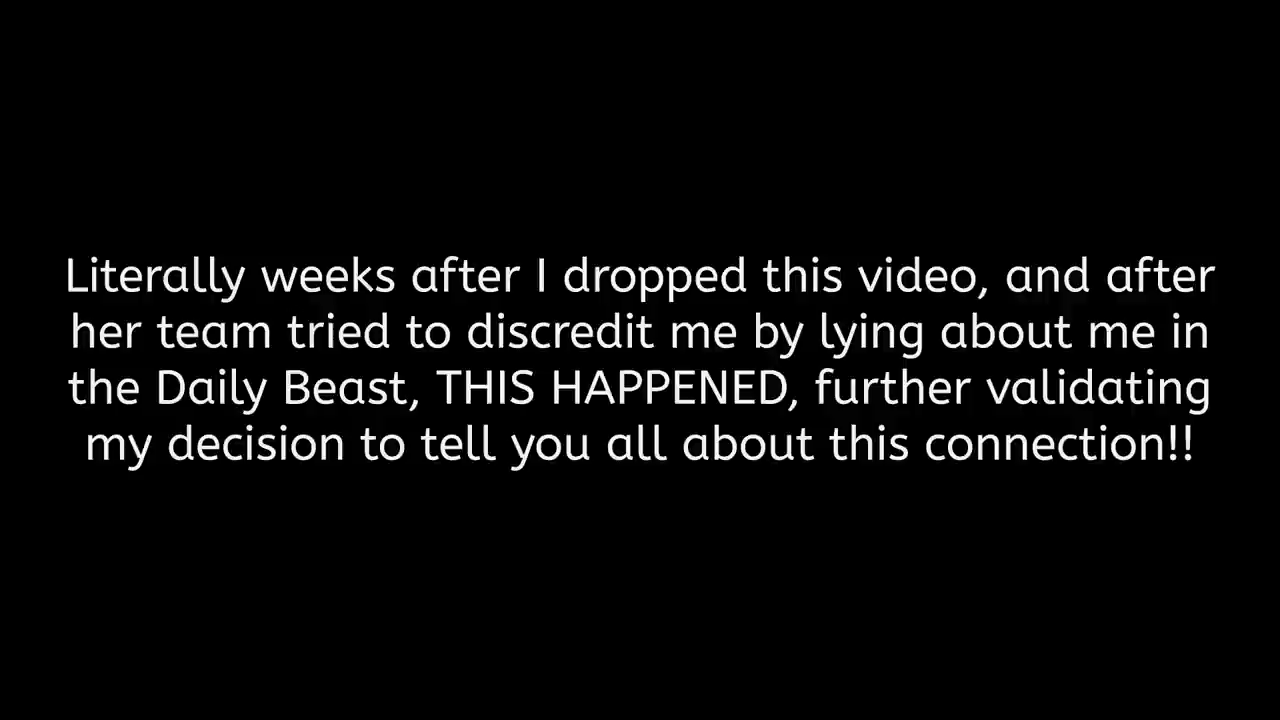 Literally weeks after I dropped this video, and after
her team tried to discredit me by lying about me in
the Daily Beast, THIS HAPPENED, further validating
my decision to tell you all about this connection!!